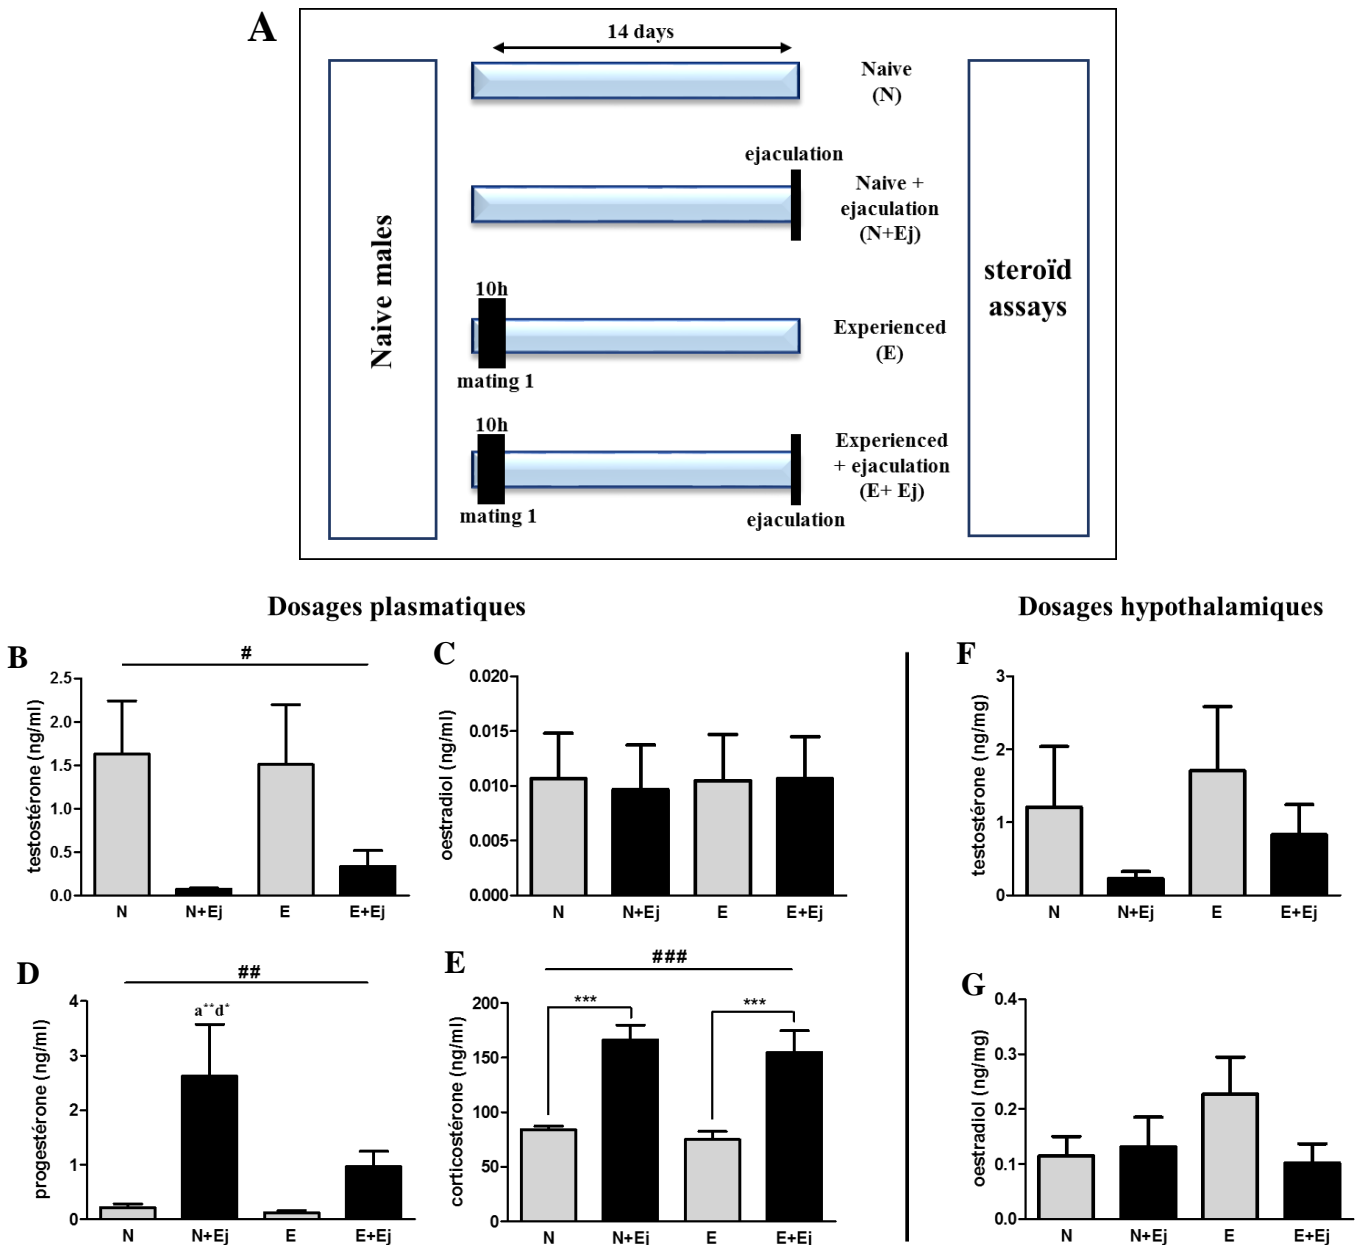 A
14 days
Naive
(N)
ejaculation
Naive +
ejaculation
(N+Ej)
Naive males
steroïd
assays
10h
Experienced
(E)
mating 1
10h
Experienced
+ ejaculation
(E+ Ej)
mating 1
ejaculation
Dosages plasmatiques
Dosages hypothalamiques
B
#
testostérone (ng/ml)
2.5
2.0
1.5
1.0
0.5
0.0
N N+Ej E E+Ej
C
oestradiol (ng/ml)
0.020
0.015
0.010
0.005
0.000
N N+Ej E E+Ej
F
testostérone (ng/mg)
3
2
1
0
N N+Ej E E+Ej
D
##
progestérone (ng/ml)
a**d*
4
3
2
1
0
N N+Ej E E+Ej
E
###
corticostérone (ng/ml)
*** ***
200
150
100
50
0
N N+Ej E E+Ej
G
oestradiol (ng/mg)
0.4
0.3
0.2
0.1
0.0
N N+Ej E E+Ej